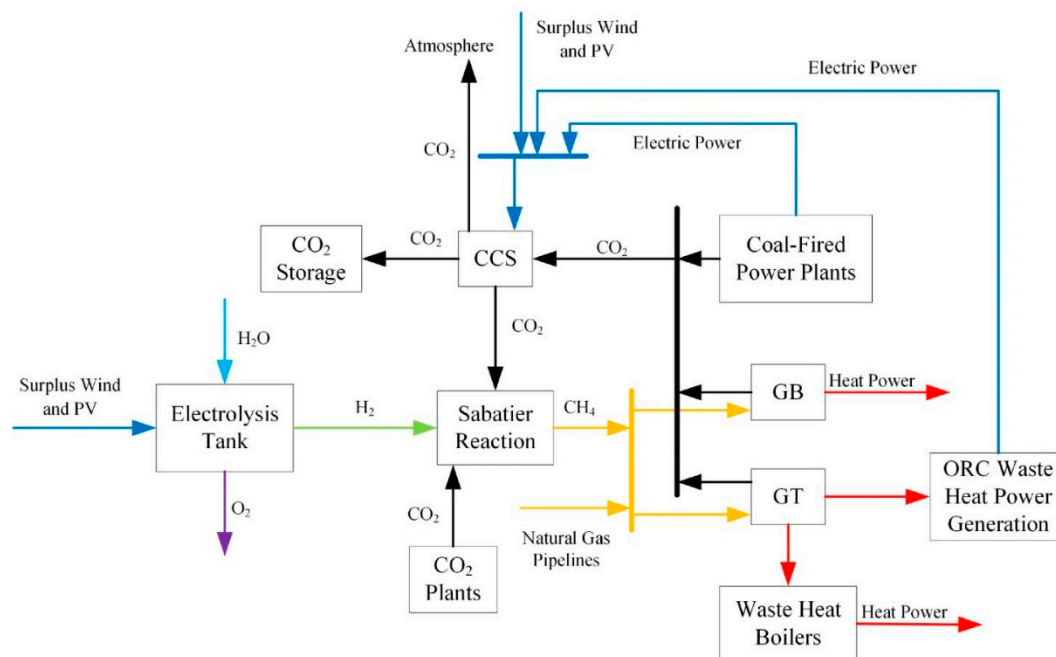 Atmosphere
Surplus Wind
and PV
Electric Power
Electric Power
CO₂
CO₂
Storage
CO₂
CCS
CO₂
Coal-Fired
Power Plants
CO₂
H₂O
Surplus Wind
and PV
Electrolysis
Tank
H₂
Sabatier
Reaction
CH₄
GB
Heat Power
O₂
CO₂
CO₂
Plants
Natural Gas
Pipelines
GT
ORC Waste
Heat Power
Generation
Waste Heat
Boilers
Heat Power